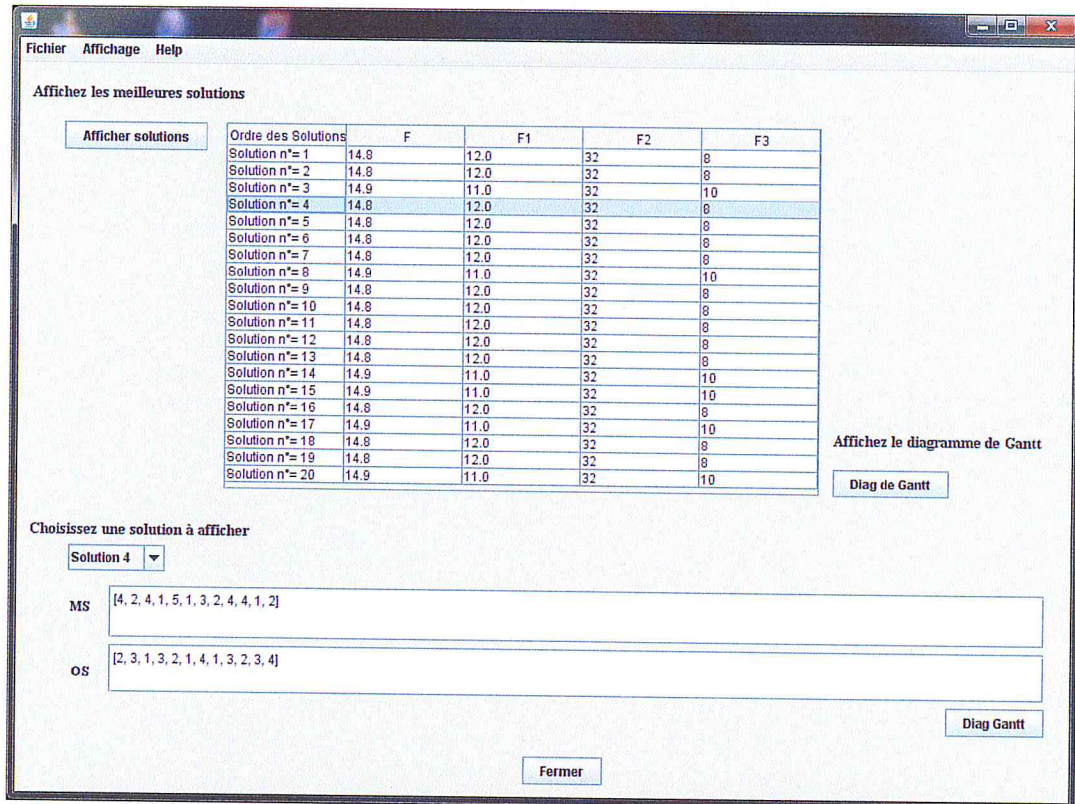 Fichier Affichage Help
Affichez les meilleures solutions
Afficher solutions
Ordre des Solutions F F1 F2 F3
Solution n°= 1 14.8 12.0 32 8
Solution n°= 2 14.8 12.0 32 8
Solution n°= 3 14.9 11.0 32 10
Solution n°= 4 14.8 12.0 32 8
Solution n°= 5 14.8 12.0 32 8
Solution n°= 6 14.8 12.0 32 8
Solution n°= 7 14.8 12.0 32 8
Solution n°= 8 14.9 11.0 32 10
Solution n°= 9 14.8 12.0 32 8
Solution n°= 10 14.8 12.0 32 8
Solution n°= 11 14.8 12.0 32 8
Solution n°= 12 14.8 12.0 32 8
Solution n°= 13 14.8 12.0 32 8
Solution n°= 14 14.9 11.0 32 10
Solution n°= 15 14.9 11.0 32 10
Solution n°= 16 14.8 12.0 32 8
Solution n°= 17 14.9 11.0 32 10
Solution n°= 18 14.8 12.0 32 8
Solution n°= 19 14.8 12.0 32 8
Solution n°= 20 14.9 11.0 32 10
Affichez le diagramme de Gantt
Diag de Gantt
Choisissez une solution à afficher
Solution 4
MS [4, 2, 4, 1, 5, 1, 3, 2, 4, 4, 1, 2]
OS [2, 3, 1, 3, 2, 1, 4, 1, 3, 2, 3, 4]
Diag Gantt
Fermer